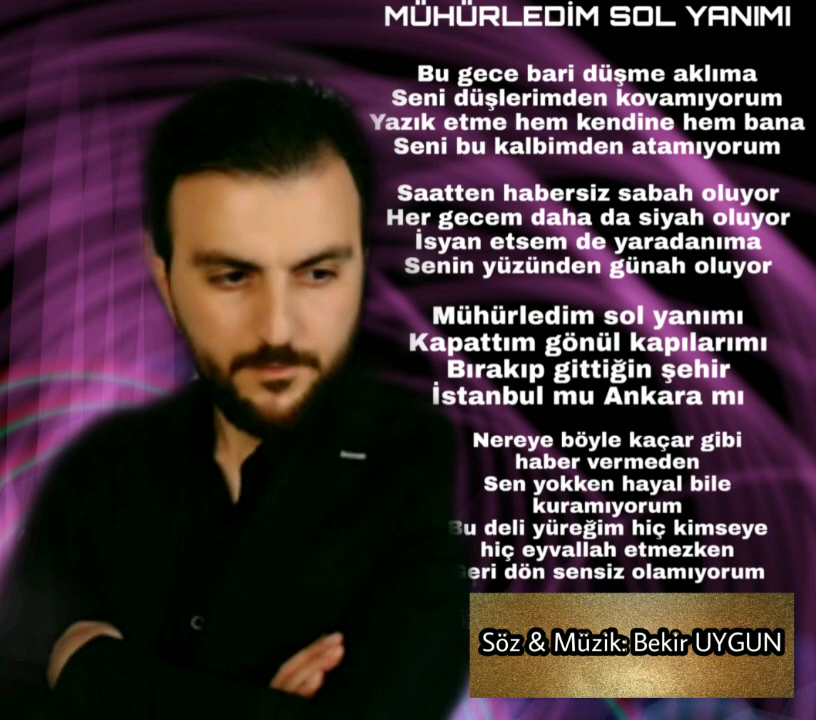 MÜHÜRLEDİM SOL YANIMI
Bu gece bari düşme aklıma
Seni düşlerimden kovamıyorum
Yazık etme hem kendine hem bana
Seni bu kalbimden atamıyorum
Saatten habersiz sabah oluyor
Her gecem daha da siyah oluyor
İsyan etsem de yaradanıma
Senin yüzünden günah oluyor
Mühürledim sol yanımı
Kapattım gönül kapılarımı
Bırakıp gittiğin şehir
İstanbul mu Ankara mı
Nereye böyle kaçar gibi
haber vermeden
Sen yokken hayal bile
kuramıyorum
Bu deli yüreğim hiç kimseye
hiç eyvallah etmezken
Geri dön sensiz olamıyorum
Söz & Müzik: Bekir UYGUN